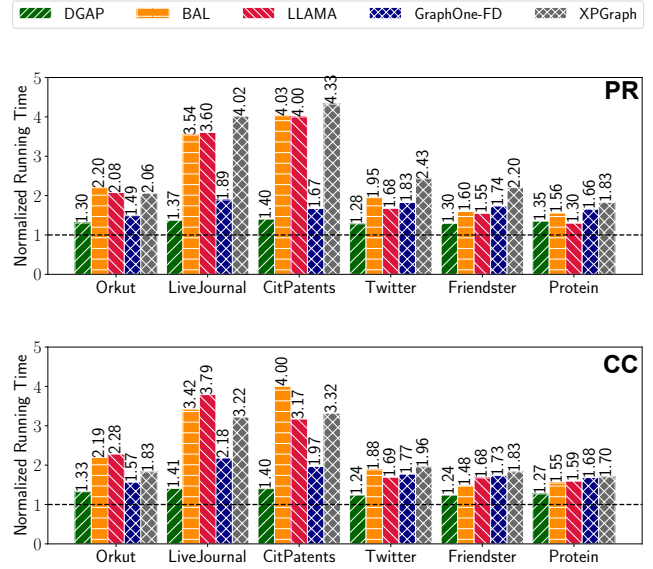 DGAP BAL LLAMA GraphOne-FD XPGraph
PR
Normalized Running Time
5
4
3
2
1
0
1.30 2.20 2.08 1.49 2.06
1.37 3.54 3.60 1.89 4.02
1.40 4.03 4.00 1.67 4.33
1.28 1.95 1.68 1.83 2.43
1.30 1.60 1.55 1.74 2.20
1.35 1.56 1.30 1.66 1.83
Orkut LiveJournal CitPatents Twitter Friendster Protein
CC
Normalized Running Time
5
4
3
2
1
0
1.33 2.19 2.28 1.57 1.83
1.41 3.42 3.79 2.18 3.22
1.40 4.00 3.17 1.97 3.32
1.24 1.88 1.69 1.77 1.96
1.24 1.48 1.68 1.73 1.83
1.27 1.55 1.59 1.68 1.70
Orkut LiveJournal CitPatents Twitter Friendster Protein